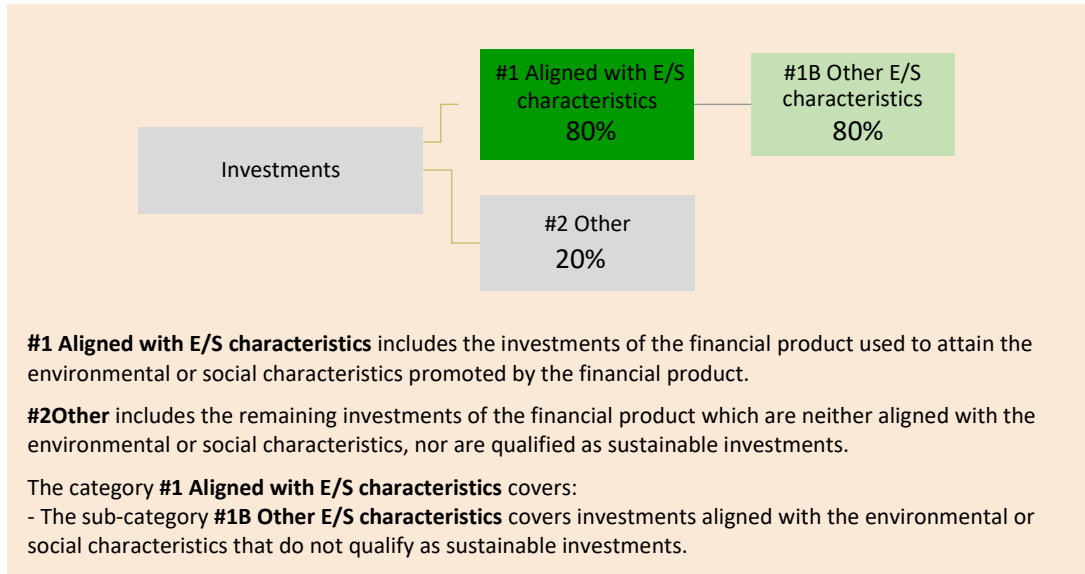 #1 Aligned with E/S
characteristics
80%
#1B Other E/S
characteristics
80%
Investments
#2 Other
20%
#1 Aligned with E/S characteristics includes the investments of the financial product used to attain the
environmental or social characteristics promoted by the financial product.
#2Other includes the remaining investments of the financial product which are neither aligned with the
environmental or social characteristics, nor are qualified as sustainable investments.
The category #1 Aligned with E/S characteristics covers:
- The sub-category #1B Other E/S characteristics covers investments aligned with the environmental or
social characteristics that do not qualify as sustainable investments.